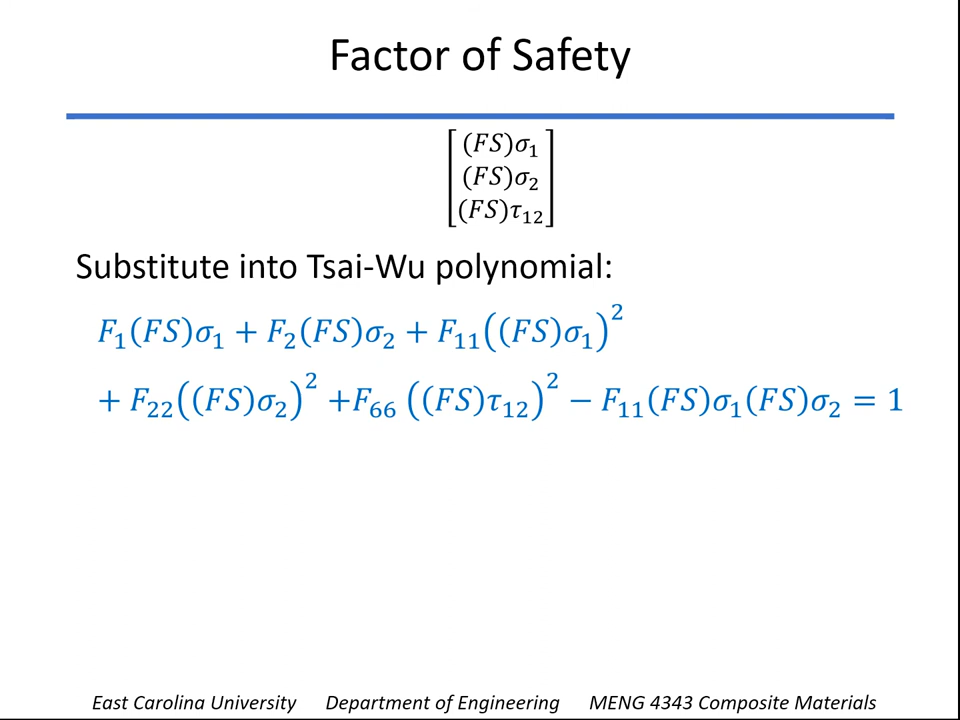 Factor of Safety
(FS)σ₁
(FS)σ₂
(FS)τ₁₂
Substitute into Tsai-Wu polynomial:
F₁(FS)σ₁ + F₂(FS)σ₂ + F₁₁((FS)σ₁)²
+ F₂₂((FS)σ₂)² +F₆₆ ((FS)τ₁₂)² − F₁₁(FS)σ₁(FS)σ₂ = 1
East Carolina University Department of Engineering MENG 4343 Composite Materials